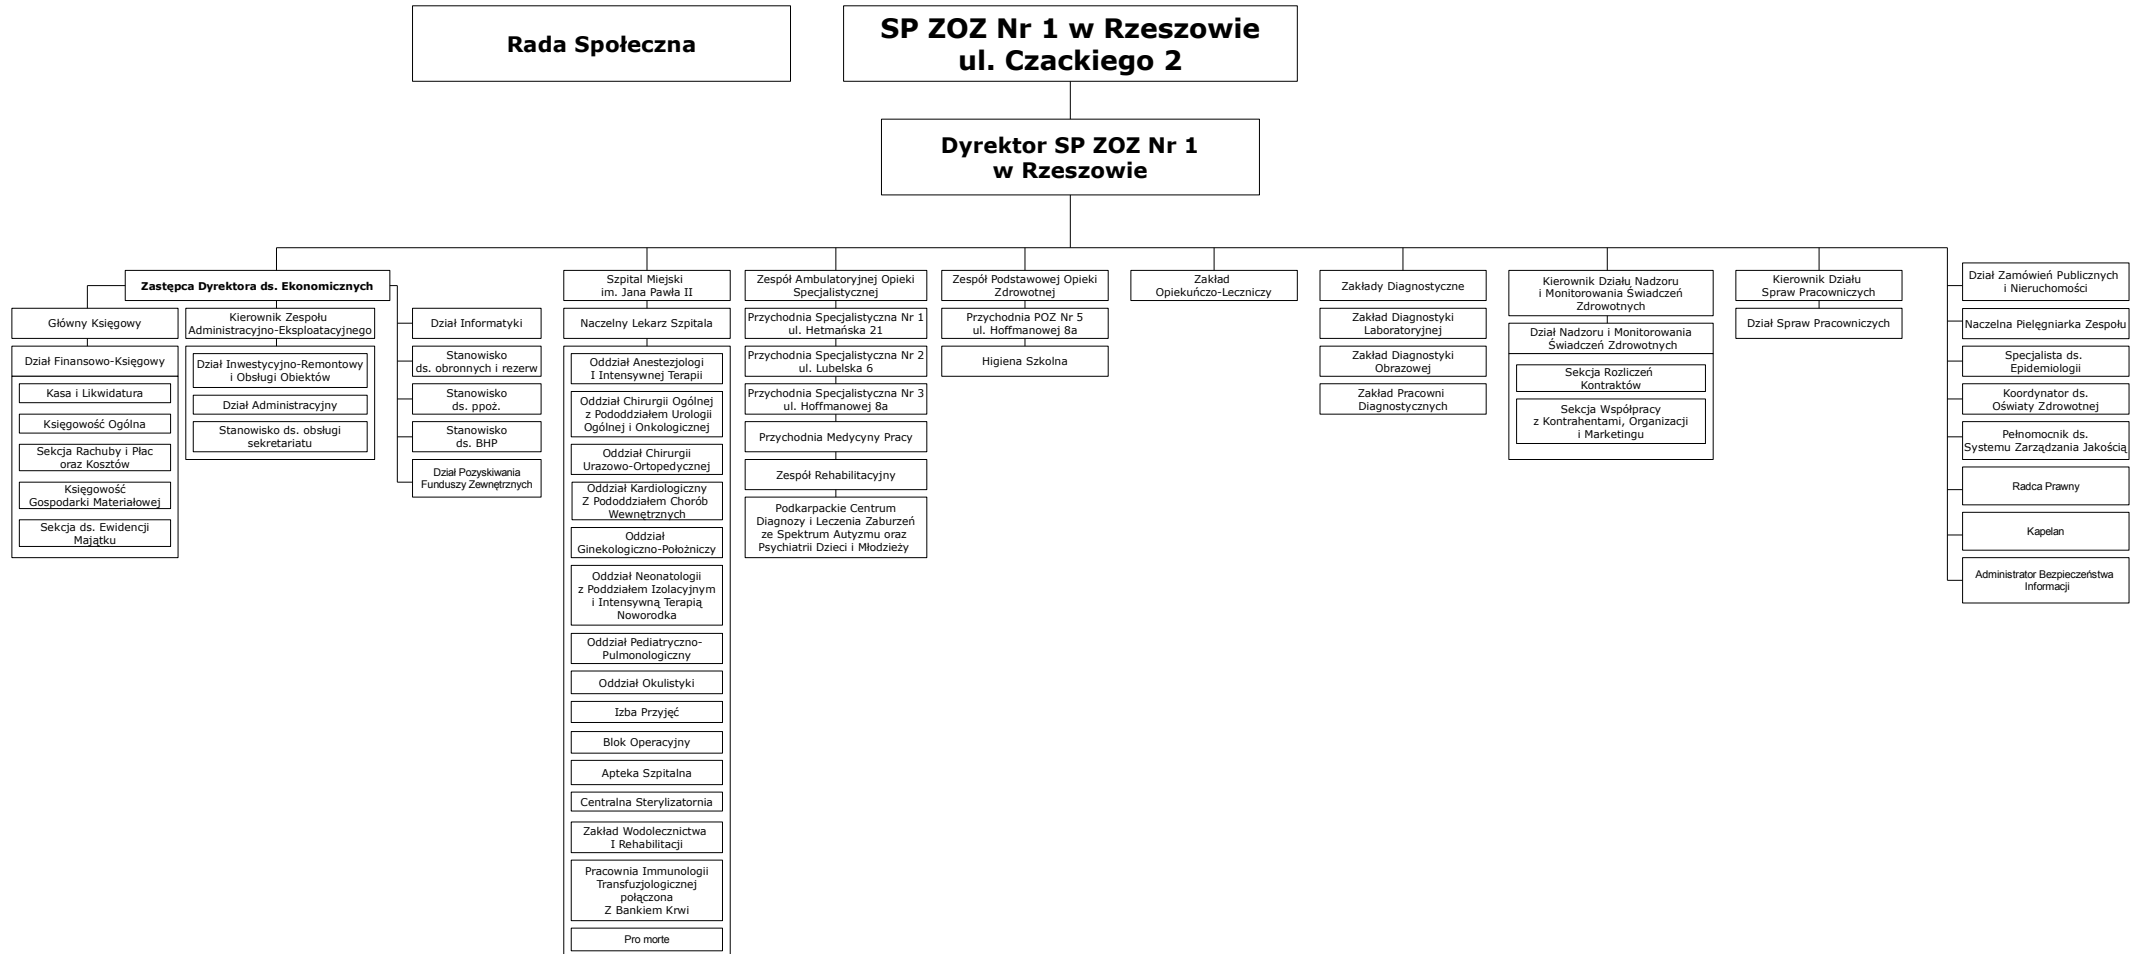 Rada Społeczna
SP ZOZ Nr 1 w Rzeszowie
ul. Czackiego 2
Dyrektor SP ZOZ Nr 1
w Rzeszowie
Zastępca Dyrektora ds. Ekonomicznych
Główny Księgowy
Dział Finansowo-Księgowy
Kasa i Likwidatura
Księgowość Ogólna
Sekcja Rachuby i Płac
oraz Kosztów
Księgowość
Gospodarki Materiałowej
Sekcja ds. Ewidencji
Majątku
Kierownik Zespołu
Administracyjno-Eksploatacyjnego
Dział Inwestycyjno-Remontowy
i Obsługi Obiektów
Dział Administracyjny
Stanowisko ds. obsługi
sekretariatu
Dział Informatyki
Stanowisko
ds. obronnych i rezerw
Stanowisko
ds. ppoż.
Stanowisko
ds. BHP
Dział Pozyskiwania
Funduszy Zewnętrznych
Szpital Miejski
im. Jana Pawła II
Naczelny Lekarz Szpitala
Oddział Anestezjologi
I Intensywnej Terapii
Oddział Chirurgii Ogólnej
z Pododdziałem Urologii
Ogólnej i Onkologicznej
Oddział Chirurgii
Urazowo-Ortopedycznej
Oddział Kardiologiczny
Z Pododdziałem Chorób
Wewnętrznych
Oddział
Ginekologiczno-Położniczy
Oddział Neonatologii
z Poddziałem Izolacyjnym
i Intensywną Terapią
Noworodka
Oddział Pediatryczno-
Pulmonologiczny
Oddział Okulistyki
Izba Przyjęć
Blok Operacyjny
Apteka Szpitalna
Centralna Sterylizatornia
Zakład Wodolecznictwa
I Rehabilitacji
Pracownia Immunologii
Transfuzjologicznej
połączona
Z Bankiem Krwi
Pro morte
Zespół Ambulatoryjnej Opieki
Specjalistycznej
Przychodnia Specjalistyczna Nr 1
ul. Hetmańska 21
Przychodnia Specjalistyczna Nr 2
ul. Lubelska 6
Przychodnia Specjalistyczna Nr 3
ul. Hoffmanowej 8a
Przychodnia Medycyny Pracy
Zespół Rehabilitacyjny
Podkarpackie Centrum
Diagnozy i Leczenia Zaburzeń
ze Spektrum Autyzmu oraz
Psychiatrii Dzieci i Młodzieży
Zespół Podstawowej Opieki
Zdrowotnej
Przychodnia POZ Nr 5
ul. Hoffmanowej 8a
Higiena Szkolna
Zakład
Opiekuńczo-Leczniczy
Zakłady Diagnostyczne
Zakład Diagnostyki
Laboratoryjnej
Zakład Diagnostyki
Obrazowej
Zakład Pracowni
Diagnostycznych
Kierownik Działu Nadzoru
i Monitorowania Świadczeń
Zdrowotnych
Dział Nadzoru i Monitorowania
Świadczeń Zdrowotnych
Sekcja Rozliczeń
Kontraktów
Sekcja Współpracy
z Kontrahentami, Organizacji
i Marketingu
Kierownik Działu
Spraw Pracowniczych
Dział Spraw Pracowniczych
Dział Zamówień Publicznych
i Nieruchomości
Naczelna Pielęgniarka Zespołu
Specjalista ds.
Epidemiologii
Koordynator ds.
Oświaty Zdrowotnej
Pełnomocnik ds.
Systemu Zarządzania Jakością
Radca Prawny
Kapelan
Administrator Bezpieczeństwa
Informacji